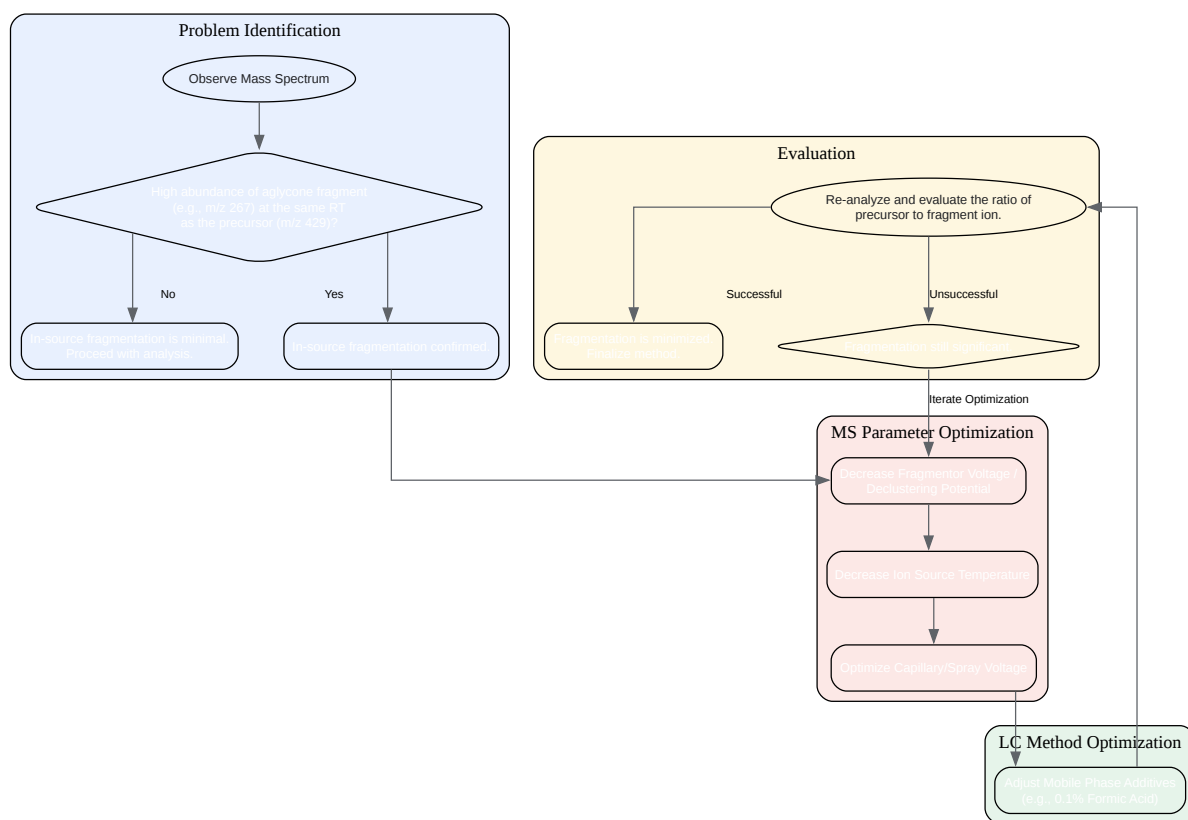 Problem Identification
Observe Mass Spectrum
High abundance of aglycone fragment
(e.g., m/z 267) at the same RT
as the precursor (m/z 429)?
No
Yes
In-source fragmentation is minimal.
Proceed with analysis.
In-source fragmentation confirmed.
Evaluation
Re-analyze and evaluate the ratio of
precursor to fragment ion.
Successful
Unsuccessful
Fragmentation is minimized.
Finalize method.
Fragmentation still significant.
Iterate Optimization
MS Parameter Optimization
Decrease Fragmentor Voltage /
Declustering Potential
Decrease Ion Source Temperature
Optimize Capillary/Spray Voltage
LC Method Optimization
Adjust Mobile Phase Additives
(e.g., 0.1% Formic Acid)